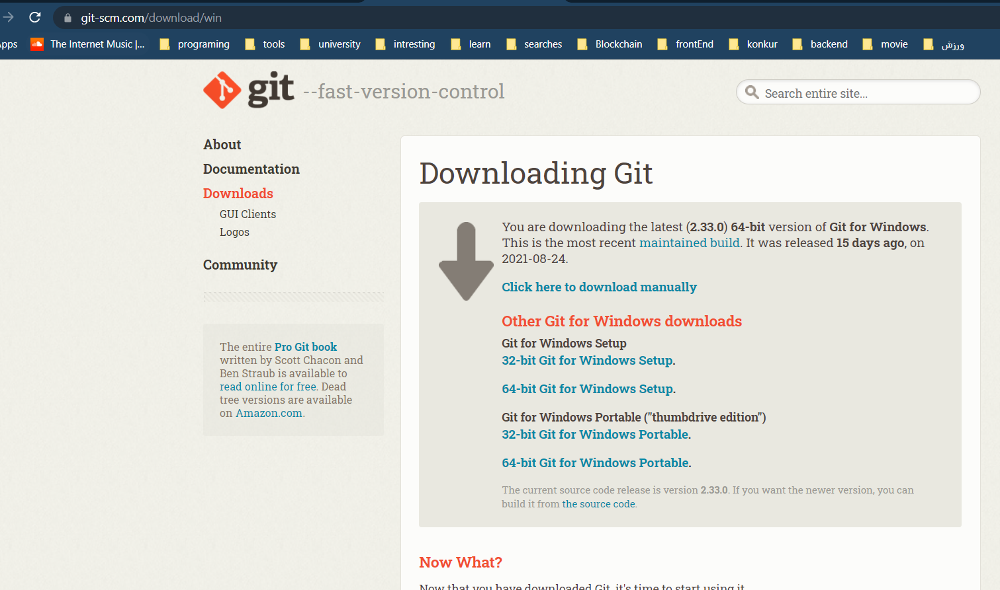 git-scm.com/download/win
pps The Internet Music |... programing tools university intresting learn searches Blockchain frontEnd konkur backend movie ورزش
git --fast-version-control
Search entire site...
About
Documentation
Downloads
GUI Clients
Logos
Community
The entire Pro Git book
written by Scott Chacon and
Ben Straub is available to
read online for free. Dead
tree versions are available
on Amazon.com.
Downloading Git
You are downloading the latest (2.33.0) 64-bit version of Git for Windows.
This is the most recent maintained build. It was released 15 days ago, on
2021-08-24.
Click here to download manually
Other Git for Windows downloads
Git for Windows Setup
32-bit Git for Windows Setup.
64-bit Git for Windows Setup.
Git for Windows Portable ("thumbdrive edition")
32-bit Git for Windows Portable.
64-bit Git for Windows Portable.
The current source code release is version 2.33.0. If you want the newer version, you can
build it from the source code.
Now What?
Now that you have downloaded Git, it's time to start using it.